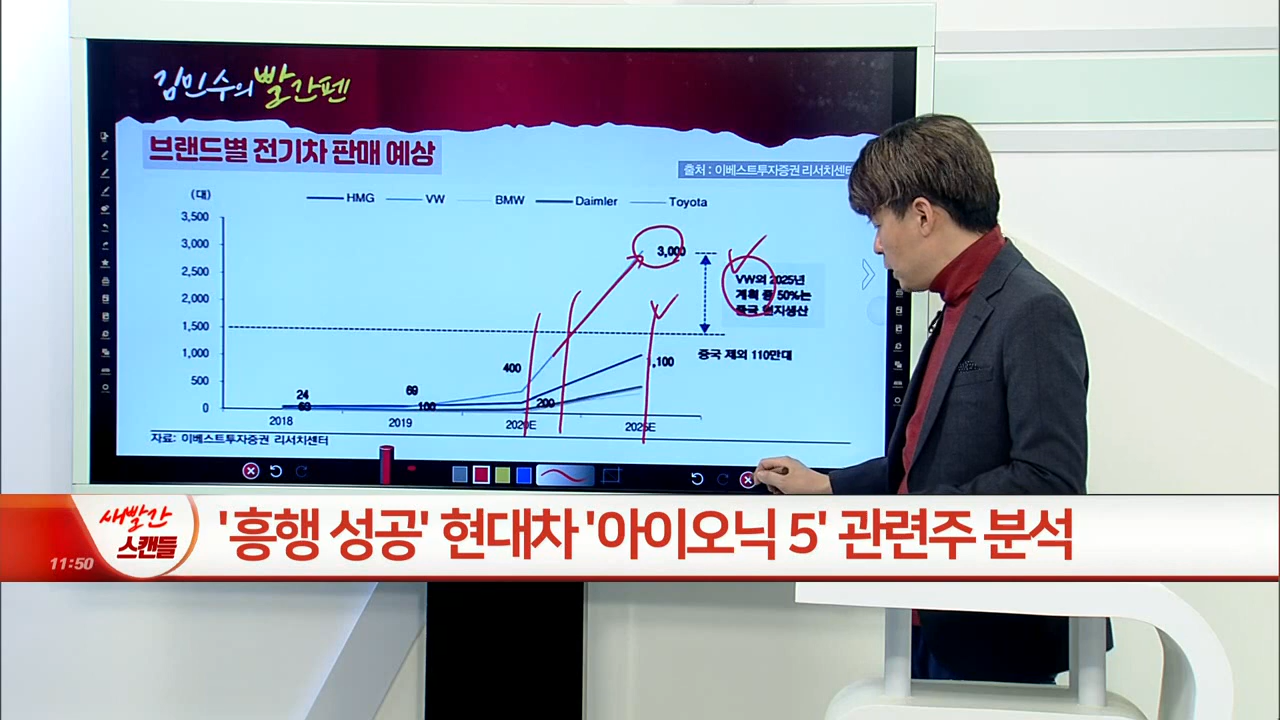 김민수의 빨간펜
브랜드별 전기차 판매 예상
출처 : 이베스트투자증권 리서치센터
(대)
HMG VW BMW Daimler Toyota
3,500
3,000
2,500
2,000
1,500
1,000
500
0
3,000
VW의 2025년
계획 중 50%는
중국 현지생산
중국 제외 110만대
1,100
400
200
24
60
69
100
2018 2019 2020E 2025E
자료: 이베스트투자증권 리서치센터
새빨간
스캔들
11:50
'흥행 성공' 현대차 '아이오닉 5' 관련주 분석